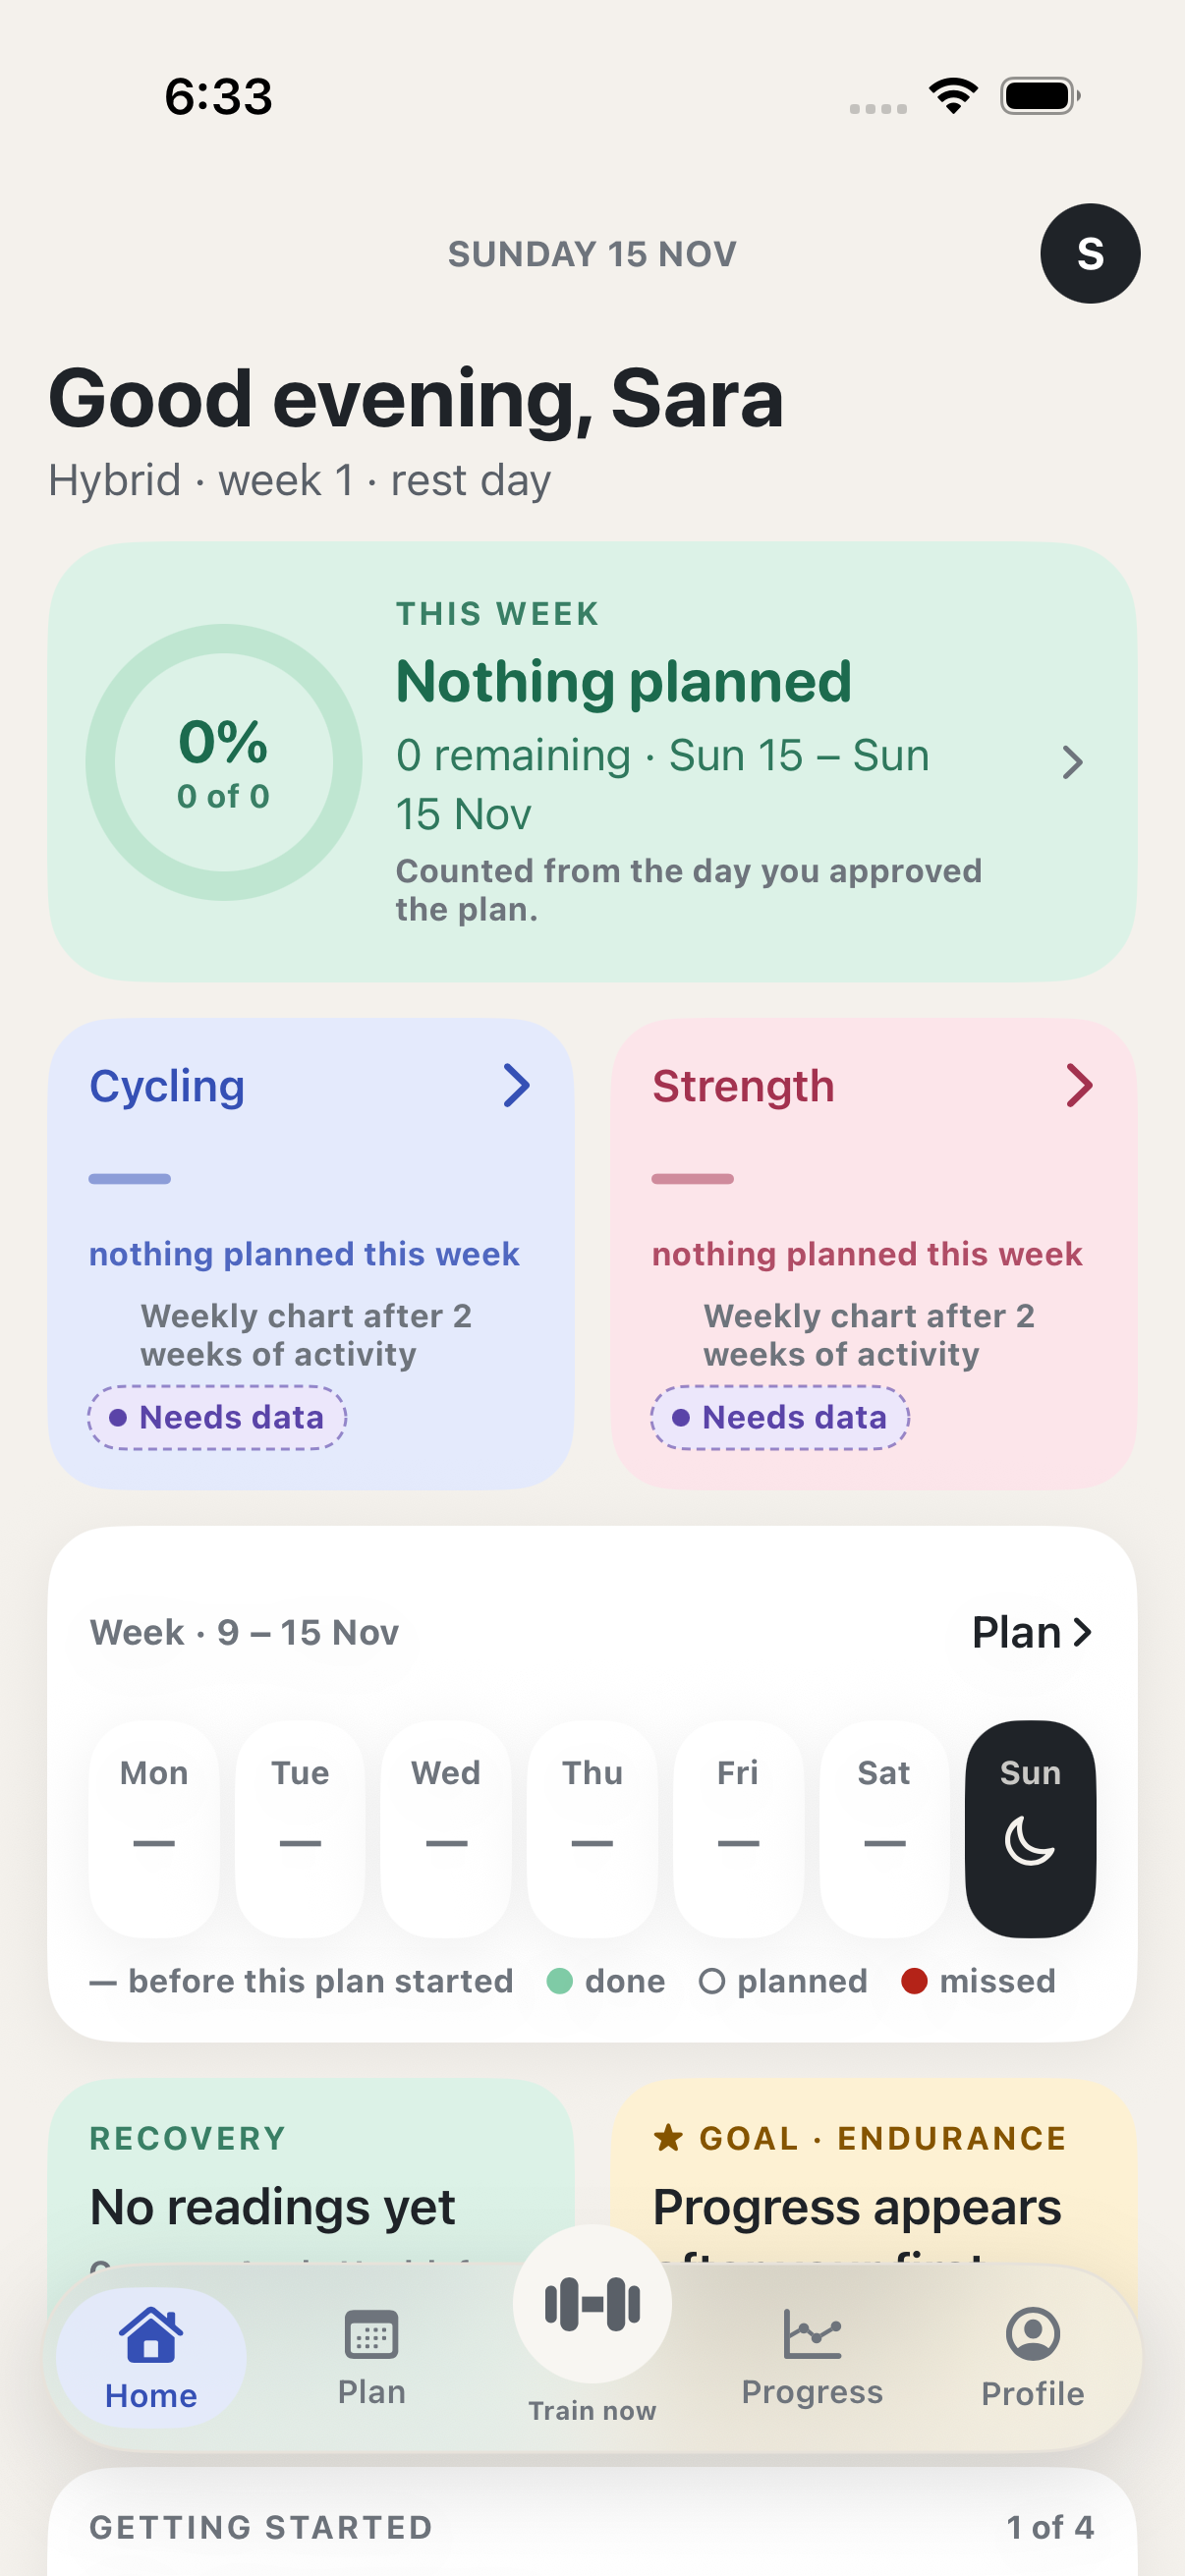 6:33
SUNDAY 15 NOV
S
Good evening, Sara
Hybrid · week 1 · rest day
THIS WEEK
Nothing planned
0%
0 of 0
0 remaining · Sun 15 – Sun
15 Nov
Counted from the day you approved
the plan.
Cycling
nothing planned this week
Weekly chart after 2
weeks of activity
Needs data
Strength
nothing planned this week
Weekly chart after 2
weeks of activity
Needs data
Week · 9 – 15 Nov
Plan
Mon
Tue
Wed
Thu
Fri
Sat
Sun
— — — — — —
— before this plan started
done
planned
missed
RECOVERY
No readings yet
GOAL · ENDURANCE
Progress appears
Home
Plan
Train now
Progress
Profile
GETTING STARTED
1 of 4